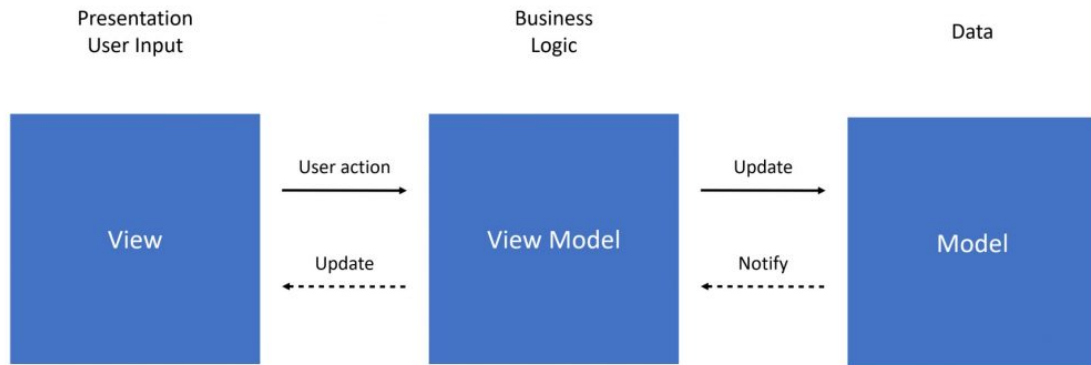 Presentation
User Input
Business
Logic
Data
User action
Update
View
View Model
Model
Update
Notify